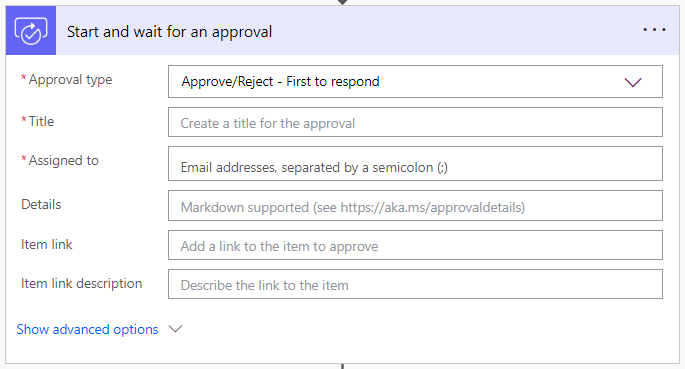 Start and wait for an approval
* Approval type
Approve/Reject - First to respond
* Title
Create a title for the approval
* Assigned to
Email addresses, separated by a semicolon (;)
Details
Markdown supported (see https://aka.ms/approvaldetails)
Item link
Add a link to the item to approve
Item link description
Describe the link to the item
Show advanced options